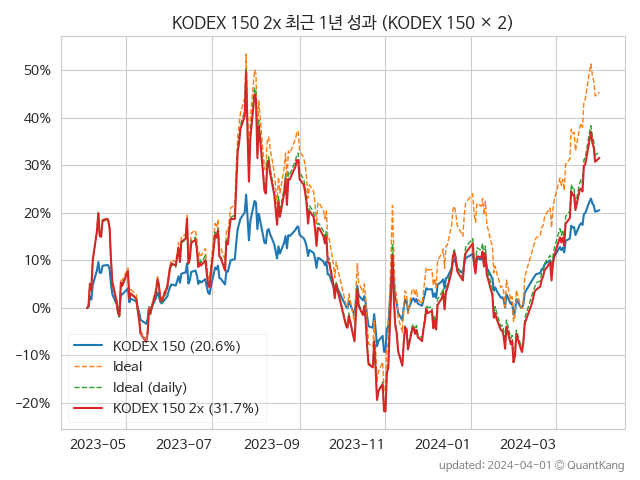 KODEX 150 2x 최근 1년 성과 (KODEX 150 × 2)
50%
40%
30%
20%
10%
0%
−10%
−20%
KODEX 150 (20.6%)
Ideal
Ideal (daily)
KODEX 150 2x (31.7%)
2023-05
2023-07
2023-09
2023-11
2024-01
2024-03
updated: 2024-04-01 © QuantKang